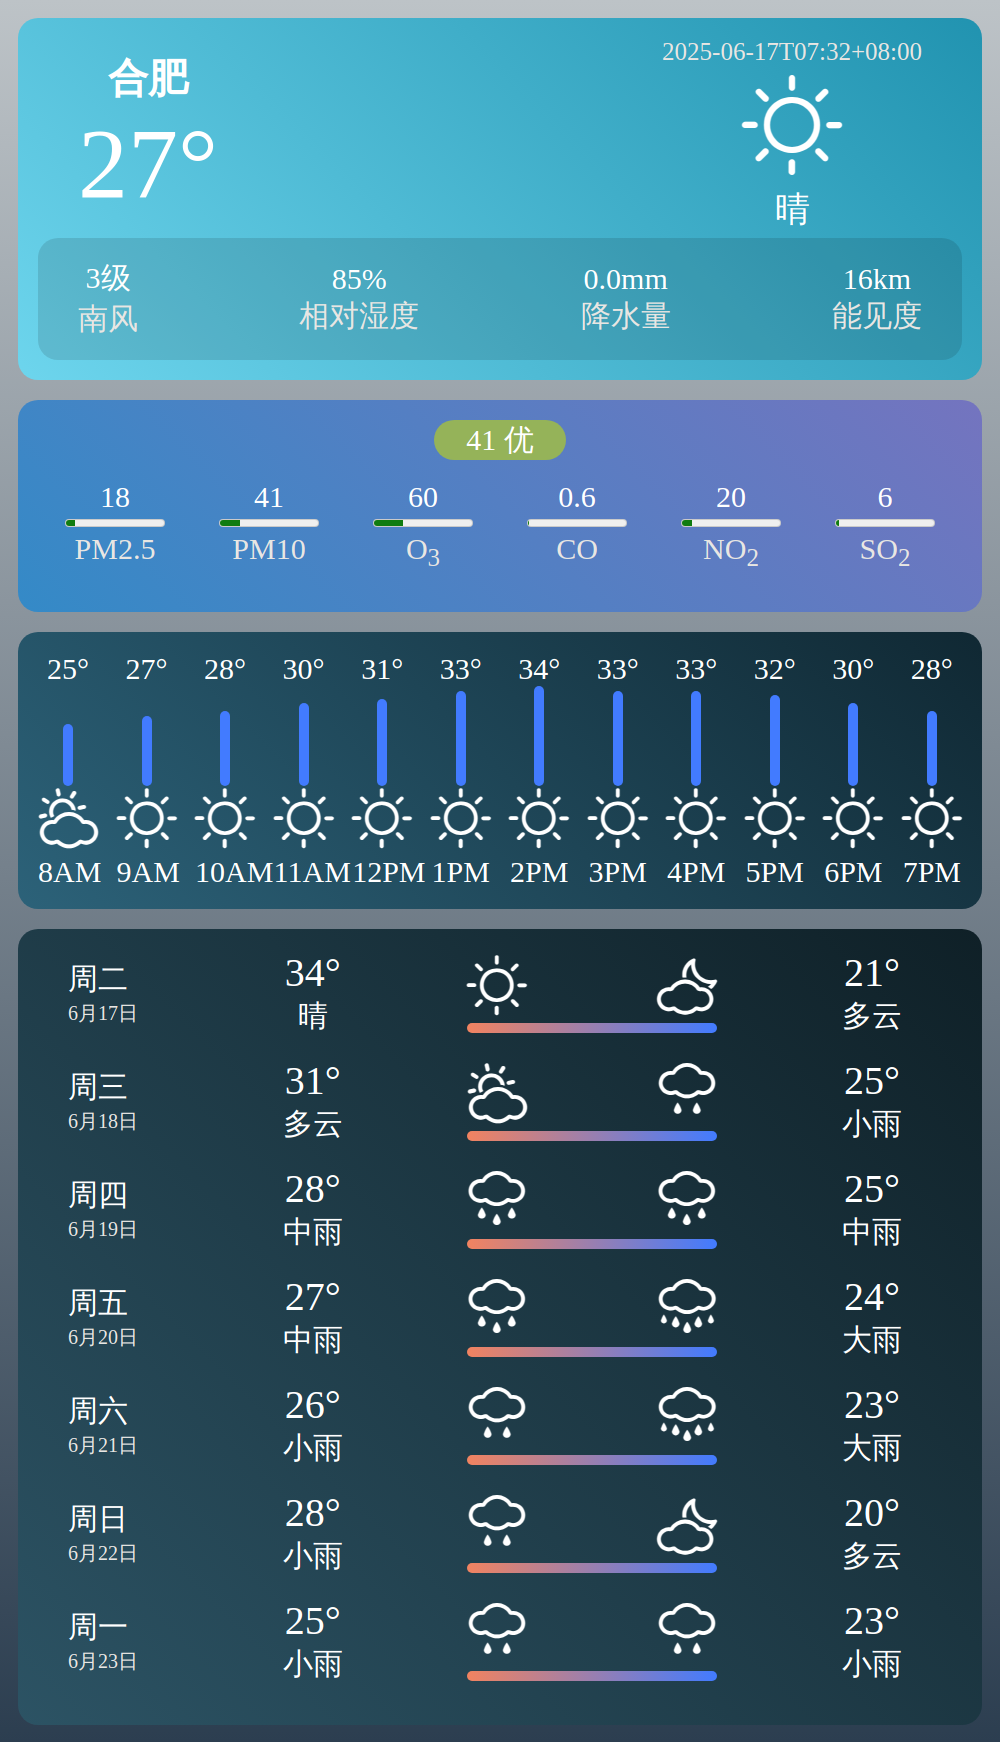 合肥
27°
2025-06-17T07:32+08:00
晴
3级 85% 0.0mm 16km
南风 相对湿度 降水量 能见度
41 优
18 41 60 0.6 20 6
PM2.5 PM10 O3 CO NO2 SO2
25° 27° 28° 30° 31° 33° 34° 33° 33° 32° 30° 28°
8AM 9AM 10AM 11AM 12PM 1PM 2PM 3PM 4PM 5PM 6PM 7PM
周二 34° 21°
6月17日 晴 多云
周三 31° 25°
6月18日 多云 小雨
周四 28° 25°
6月19日 中雨 中雨
周五 27° 24°
6月20日 中雨 大雨
周六 26° 23°
6月21日 小雨 大雨
周日 28° 20°
6月22日 小雨 多云
周一 25° 23°
6月23日 小雨 小雨